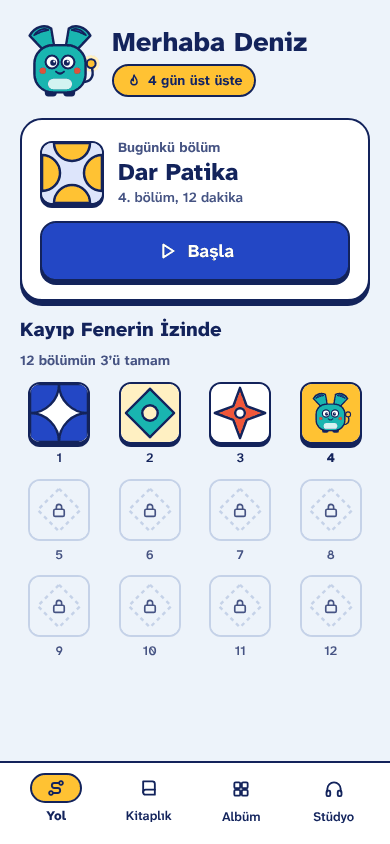 Merhaba Deniz
4 gün üst üste
Bugünkü bölüm
Dar Patika
4. bölüm, 12 dakika
Başla
Kayıp Fenerin İzinde
12 bölümün 3’ü tamam
1 2 3 4
5 6 7 8
9 10 11 12
Yol Kitaplık Albüm Stüdyo